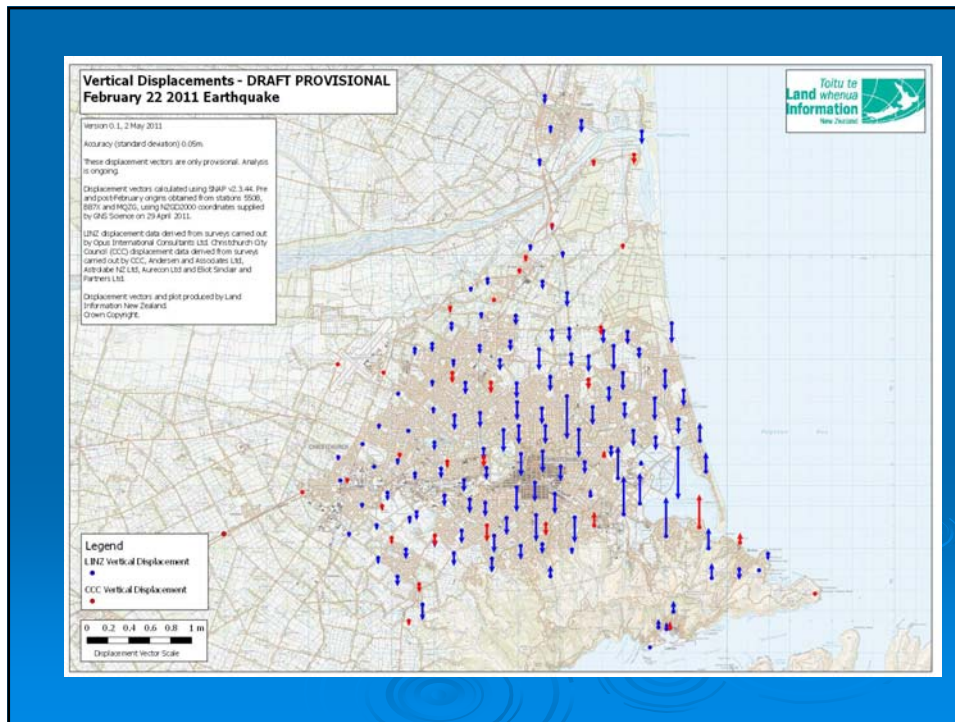 Vertical Displacements - DRAFT PROVISIONAL
February 22 2011 Earthquake
Version 0.1, 2 May 2011
Accuracy (standard deviation) 0.05m.
These displacement vectors are only provisional. Analysis
is ongoing.
Displacement vectors calculated using SNAP v2.3.44. Pre
and post-February origins obtained from stations 5508,
B87X and MQZG, using NZGD2000 coordinates supplied
by GNS Science on 29 April 2011.
LINZ displacement data derived from surveys carried out
by Opus International Consultants Ltd. Christchurch City
Council (CCC) displacement data derived from surveys
carried out by CCC, Andersen and Associates Ltd,
Astrolabe NZ Ltd, Aurecon Ltd and Eliot Sinclair and
Partners Ltd.
Displacement vectors and plot produced by Land
Information New Zealand.
Crown Copyright.
Toitu te
Land whenua
Information
New Zealand
Legend
LINZ Vertical Displacement
CCC Vertical Displacement
0 0.2 0.4 0.6 0.8 1 m
Displacement Vector Scale